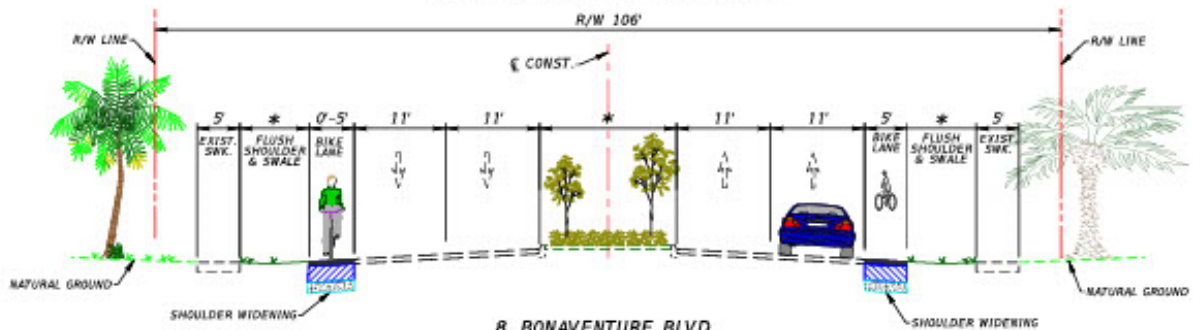 R/W 106'
R/W LINE
R/W LINE
℄ CONST.
5' * 0'-5' 11' 11' * 11' 11' 5' * 5'
EXIST. SWK.
FLUSH SHOULDER & SWALE
BIKE LANE
BIKE LANE
FLUSH SHOULDER & SWALE
EXIST. SWK.
NATURAL GROUND
NATURAL GROUND
SHOULDER WIDENING
SHOULDER WIDENING
8. BONAVENTURE BLVD